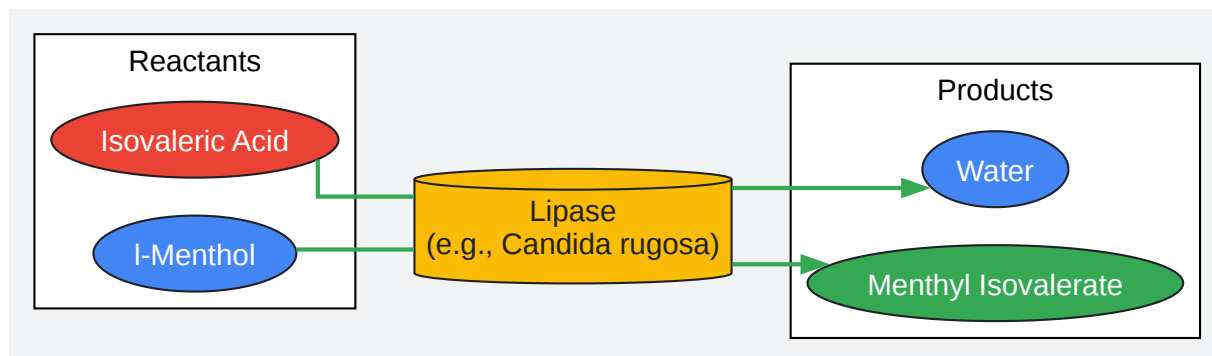 Reactants
Isovaleric Acid
l-Menthol
Lipase
(e.g., Candida rugosa)
Products
Water
Menthyl Isovalerate